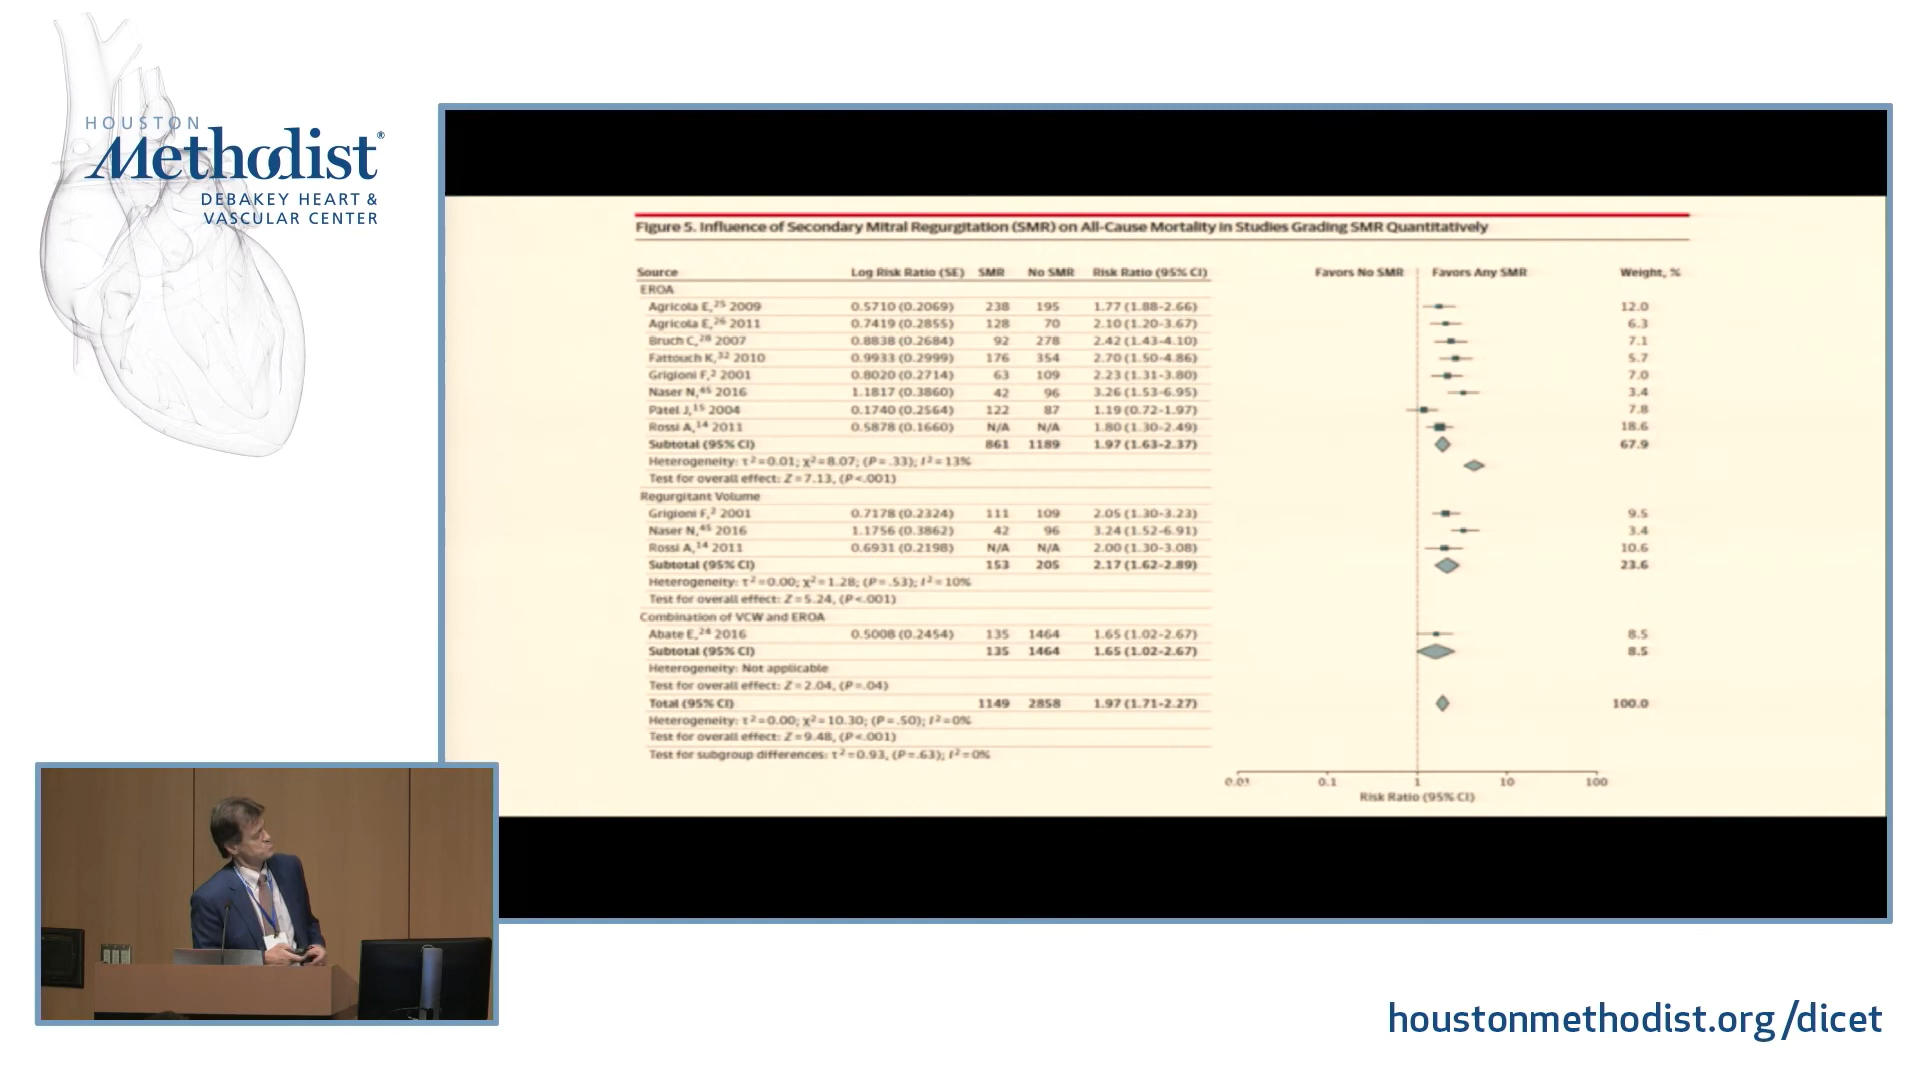 HOUSTON
Methodist®
DEBAKEY HEART &
VASCULAR CENTER
Figure 5. Influence of Secondary Mitral Regurgitation (SMR) on All-Cause Mortality in Studies Grading SMR Quantitatively
Source Log Risk Ratio (SE) SMR No SMR Risk Ratio (95% CI) Favors No SMR Favors Any SMR Weight, %
EROA
Agricola E,25 2009 0.5710 (0.2069) 238 195 1.77 (1.88-2.66) 12.0
Agricola E,26 2011 0.7419 (0.2855) 128 70 2.10 (1.20-3.67) 6.3
Bruch C,28 2007 0.8838 (0.2684) 92 278 2.42 (1.43-4.10) 7.1
Fattouch K,32 2010 0.9933 (0.2999) 176 354 2.70 (1.50-4.86) 5.7
Grigioni F,2 2001 0.8020 (0.2714) 63 109 2.23 (1.31-3.80) 7.0
Naser N,45 2016 1.1817 (0.3860) 42 96 3.26 (1.53-6.95) 3.4
Patel J,15 2004 0.1740 (0.2564) 122 87 1.19 (0.72-1.97) 7.8
Rossi A,14 2011 0.5878 (0.1660) N/A N/A 1.80 (1.30-2.49) 18.6
Subtotal (95% CI) 861 1189 1.97 (1.63-2.37) 67.9
Heterogeneity: τ2=0.01; χ2=8.07; (P=.33); I2=13%
Test for overall effect: Z=7.13, (P<.001)
Regurgitant Volume
Grigioni F,2 2001 0.7178 (0.2324) 111 109 2.05 (1.30-3.23) 9.5
Naser N,45 2016 1.1756 (0.3862) 42 96 3.24 (1.52-6.91) 3.4
Rossi A,14 2011 0.6931 (0.2198) N/A N/A 2.00 (1.30-3.08) 10.6
Subtotal (95% CI) 153 205 2.17 (1.62-2.89) 23.6
Heterogeneity: τ2=0.00; χ2=1.28; (P=.53); I2=10%
Test for overall effect: Z=5.24, (P<.001)
Combination of VCW and EROA
Abate E,24 2016 0.5008 (0.2454) 135 1464 1.65 (1.02-2.67) 8.5
Subtotal (95% CI) 135 1464 1.65 (1.02-2.67) 8.5
Heterogeneity: Not applicable
Test for overall effect: Z=2.04, (P=.04)
Total (95% CI) 1149 2858 1.97 (1.71-2.27) 100.0
Heterogeneity: τ2=0.00; χ2=10.30; (P=.50); I2=0%
Test for overall effect: Z=9.48, (P<.001)
Test for subgroup differences: τ2=0.93, (P=.63); I2=0%
0.01 0.1 1 10 100
Risk Ratio (95% CI)
houstonmethodist.org/dicet